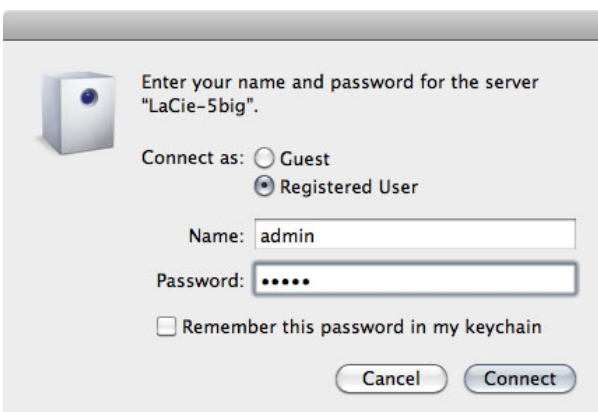 Enter your name and password for the server
"LaCie-5big".
Connect as: Guest
Registered User
Name: admin
Password: •••••
Remember this password in my keychain
Cancel Connect